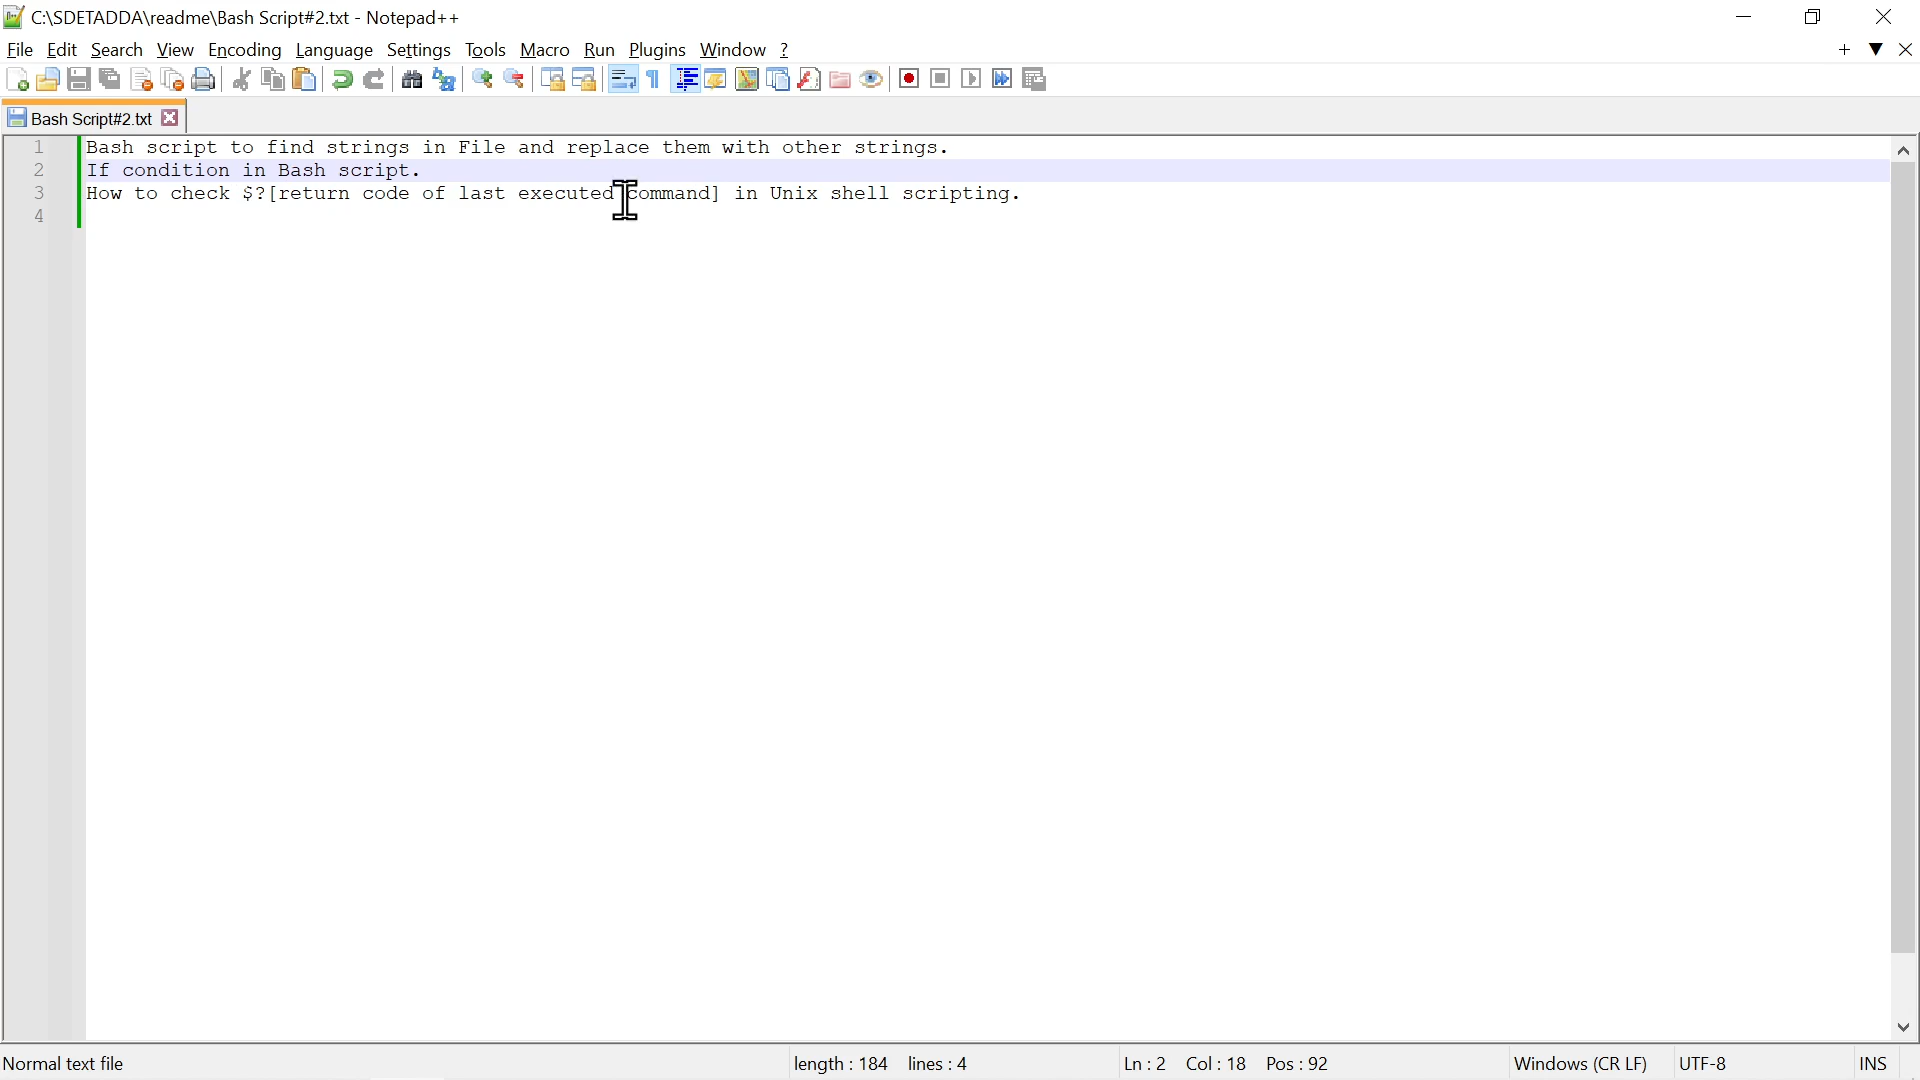 C:\SDETADDA\readme\Bash Script#2.txt - Notepad++
File Edit Search View Encoding Language Settings Tools Macro Run Plugins Window ?
Bash Script#2.txt
1 Bash script to find strings in File and replace them with other strings.
2 If condition in Bash script.
3 How to check $?[return code of last executed command] in Unix shell scripting.
4
Normal text file length : 184 lines : 4 Ln : 2 Col : 18 Pos : 92 Windows (CR LF) UTF-8 INS